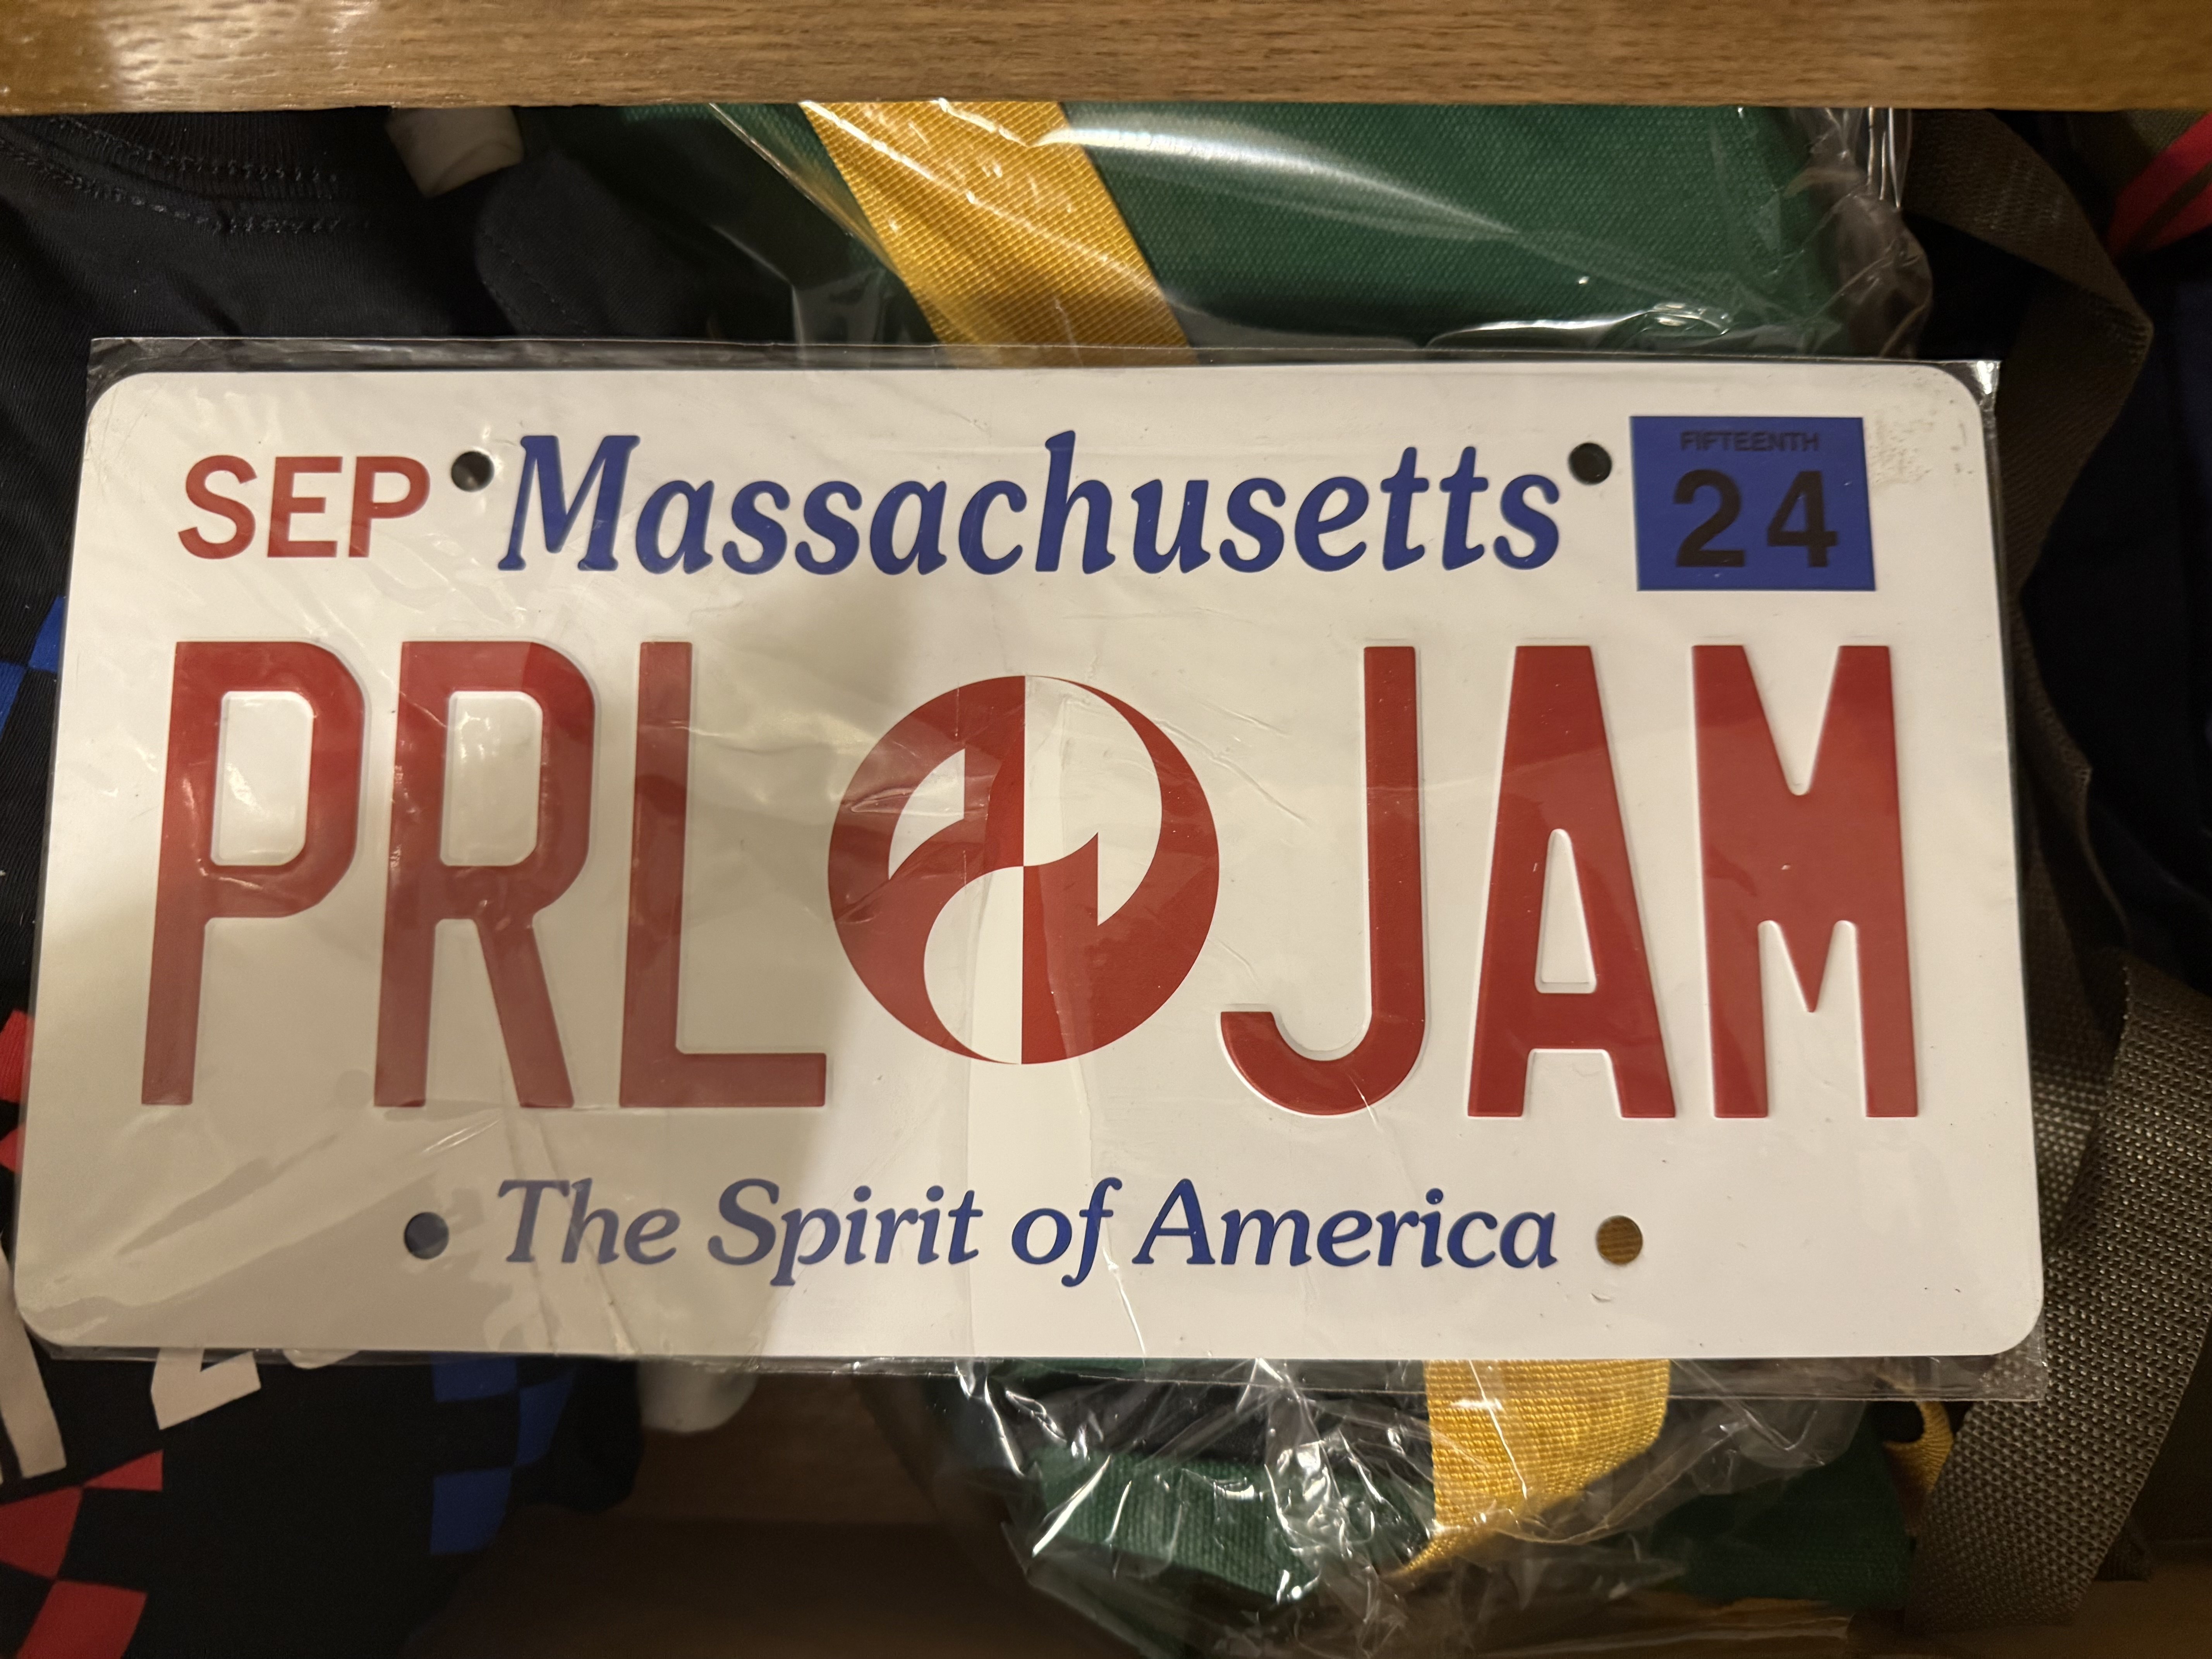 SEP Massachusetts FIFTEENTH 24
PRL JAM
The Spirit of America